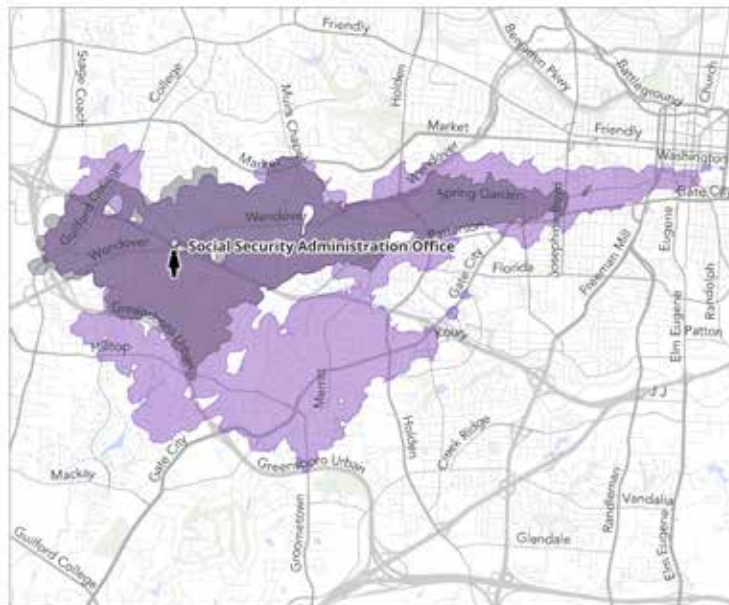 Friendly
Benjamin Pkwy
Battleground
Church
Stage Coach
College
Muirs Chapel
Holden
Market
Friendly
Washington
Market
Wendover
Guilford College
Spring Garden
Gate City
Wendover
Wendover
Social Security Administration Office
Patterson
Josephine Boyd
Freeman Mill
Eugene
Randolph
Gate City
Florida
Greensboro Urban
Koury
Elm Eugene
Patton
Hilltop
Merritt
J J
Holden
Creek Ridge
Mackay
Gate City
Greensboro Urban
Groometown
Vandalia
Randleman
Guilford College
Glendale
Elm Eugene